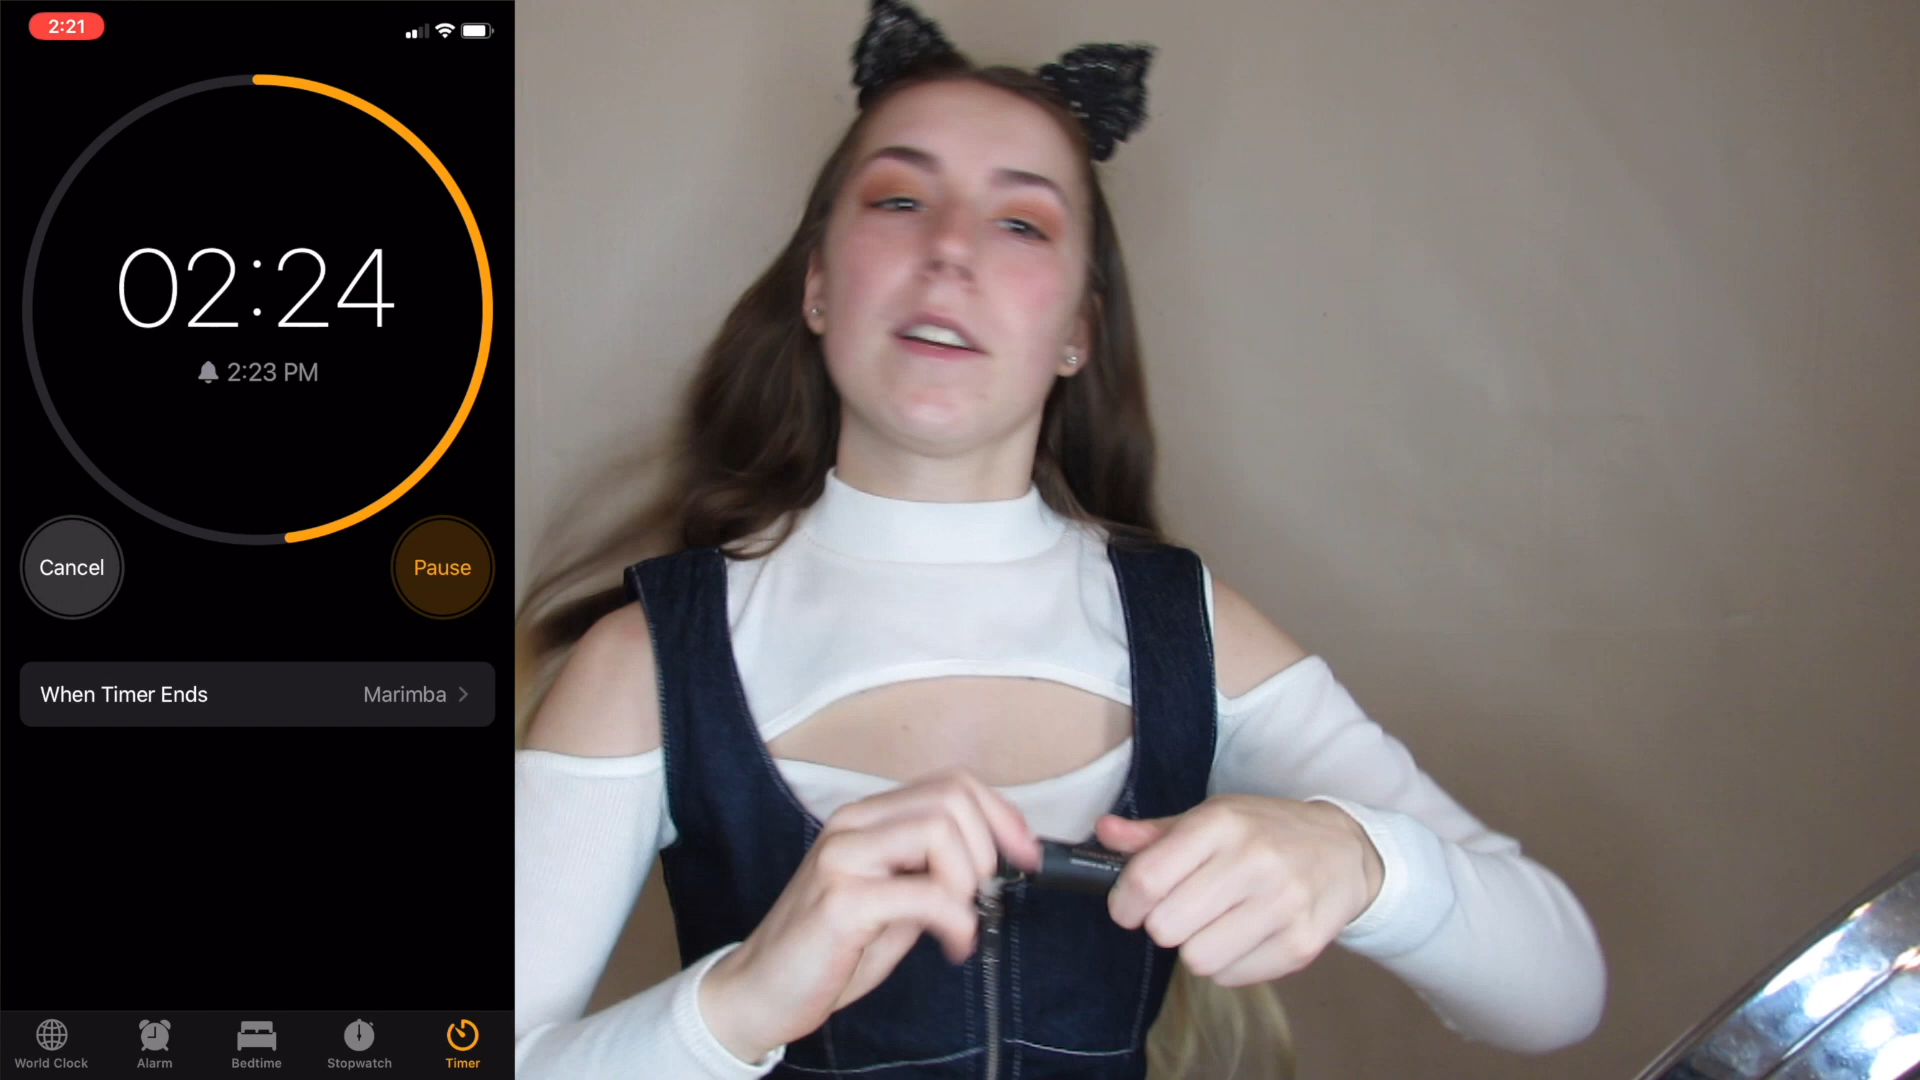 2:21
02:24
2:23 PM
Cancel
Pause
When Timer Ends
Marimba
World Clock
Alarm
Bedtime
Stopwatch
Timer